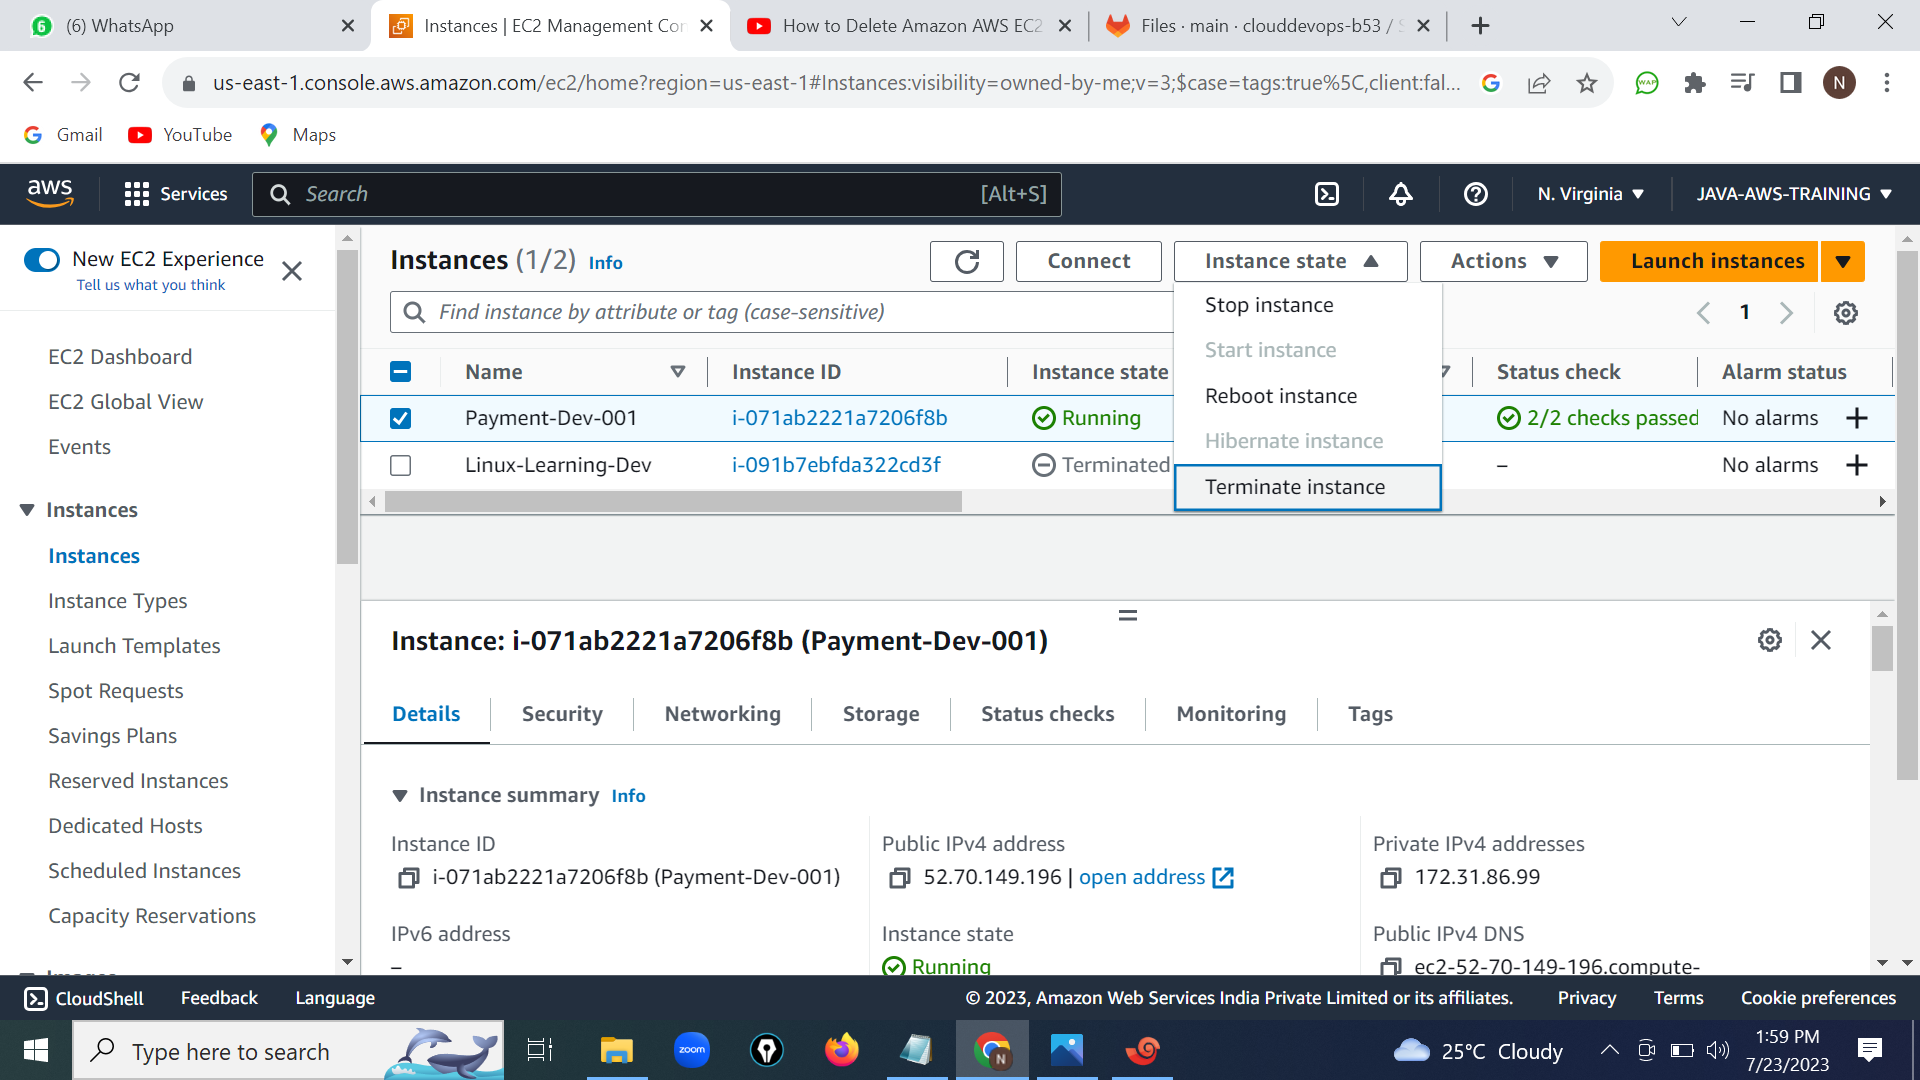 (6) WhatsApp
Instances | EC2 Management Cor
How to Delete Amazon AWS EC2
Files · main · clouddevops-b53 / S
us-east-1.console.aws.amazon.com/ec2/home?region=us-east-1#Instances:visibility=owned-by-me;v=3;$case=tags:true%5C,client:fal...
N
Gmail
YouTube
Maps
aws
Services
Search
[Alt+S]
N. Virginia
JAVA-AWS-TRAINING
New EC2 Experience
Tell us what you think
EC2 Dashboard
EC2 Global View
Events
Instances
Instances
Instance Types
Launch Templates
Spot Requests
Savings Plans
Reserved Instances
Dedicated Hosts
Scheduled Instances
Capacity Reservations
Images
Instances (1/2) Info
Connect
Instance state
Actions
Launch instances
Find instance by attribute or tag (case-sensitive)
1
Stop instance
Start instance
Reboot instance
Hibernate instance
Terminate instance
Name Instance ID Instance state Status check Alarm status
Payment-Dev-001 i-071ab2221a7206f8b Running 2/2 checks passed No alarms
Linux-Learning-Dev i-091b7ebfda322cd3f Terminated – No alarms
Instance: i-071ab2221a7206f8b (Payment-Dev-001)
Details Security Networking Storage Status checks Monitoring Tags
Instance summary Info
Instance ID
i-071ab2221a7206f8b (Payment-Dev-001)
Public IPv4 address
52.70.149.196 | open address
Private IPv4 addresses
172.31.86.99
IPv6 address
–
Instance state
Running
Public IPv4 DNS
ec2-52-70-149-196.compute-
CloudShell Feedback Language
© 2023, Amazon Web Services India Private Limited or its affiliates. Privacy Terms Cookie preferences
Type here to search
zoom
N
25°C Cloudy
1:59 PM
7/23/2023